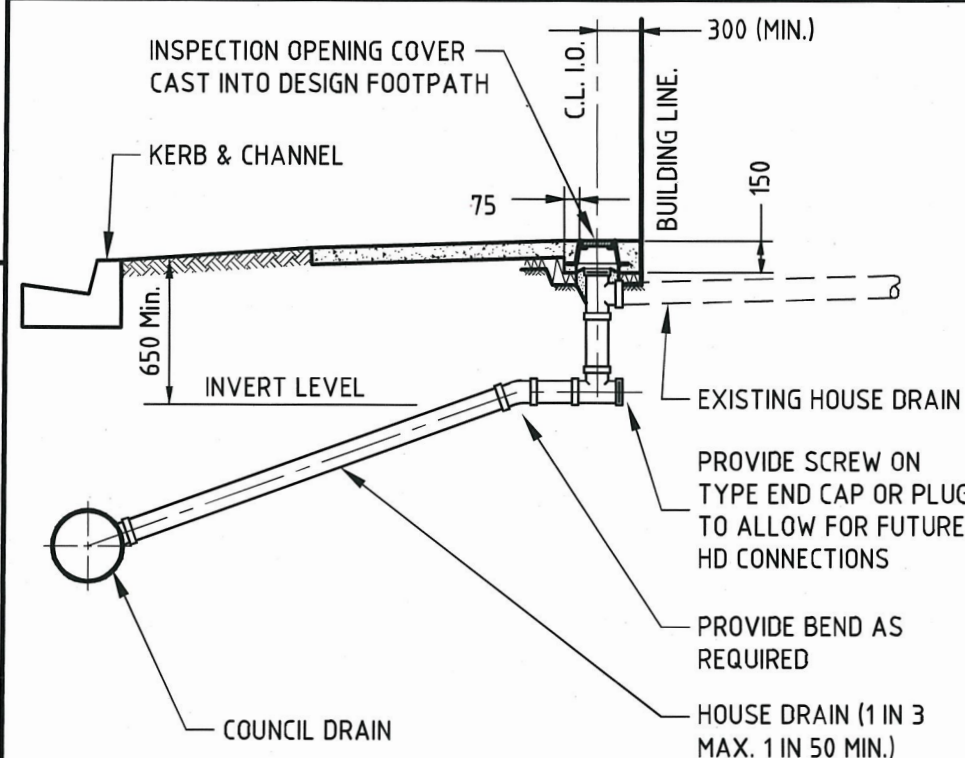 INSPECTION OPENING COVER
CAST INTO DESIGN FOOTPATH
C.L. I.O.
300 (MIN.)
BUILDING LINE.
KERB & CHANNEL
75
150
650 Min.
INVERT LEVEL
EXISTING HOUSE DRAIN
PROVIDE SCREW ON
TYPE END CAP OR PLUG
TO ALLOW FOR FUTURE
HD CONNECTIONS
PROVIDE BEND AS
REQUIRED
HOUSE DRAIN (1 IN 3
MAX. 1 IN 50 MIN.)
COUNCIL DRAIN